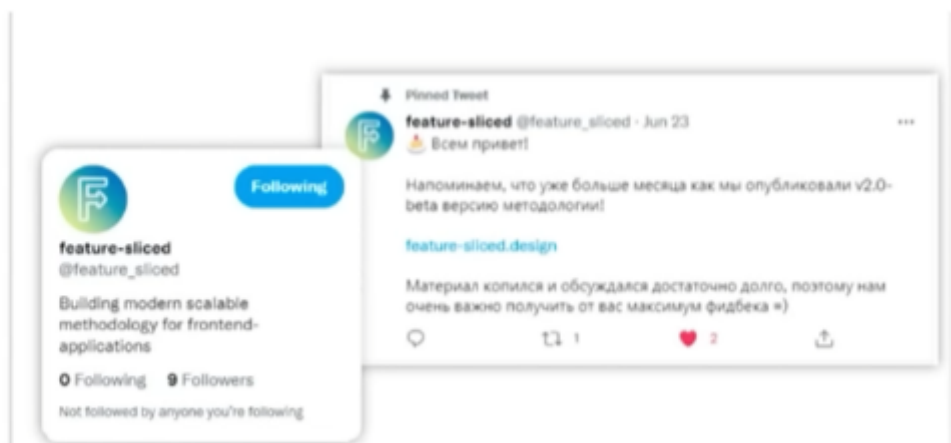 Pinned Tweet
feature-sliced @feature_sliced · Jun 23
Всем привет!
Напоминаем, что уже больше месяца как мы опубликовали v2.0-
beta версию методологии!
feature-sliced.design
Материал копился и обсуждался достаточно долго, поэтому нам
очень важно получить от вас максимум фидбека =)
1
2
Following
feature-sliced
@feature_sliced
Building modern scalable
methodology for frontend-
applications
0 Following 9 Followers
Not followed by anyone you're following